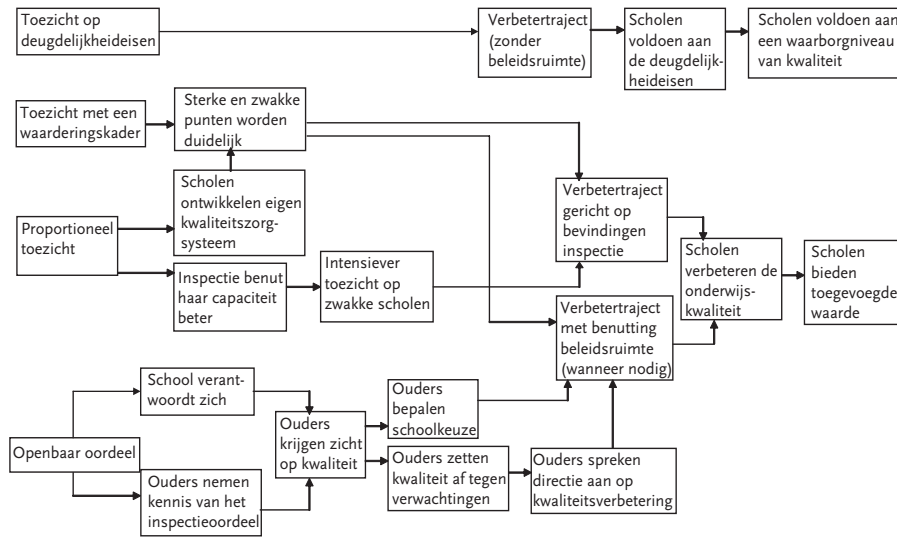 Toezicht op
deugdelijkheideisen
Verbetertraject
(zonder
beleidsruimte)
Scholen
voldoen aan
de deugdelijk-
heideisen
Scholen voldoen aan
een waarborgniveau
van kwaliteit
Toezicht met een
waarderingskader
Sterke en zwakke
punten worden
duidelijk
Scholen
ontwikkelen eigen
kwaliteitszorg-
systeem
Proportioneel
toezicht
Inspectie benut
haar capaciteit
beter
Intensiever
toezicht op
zwakke scholen
Verbetertraject
gericht op
bevindingen
inspectie
Verbetertraject
met benutting
beleidsruimte
(wanneer nodig)
Scholen
verbeteren de
onderwijs-
kwaliteit
Scholen
bieden
toegevoegde
waarde
Openbaar oordeel
School verant-
woordt zich
Ouders nemen
kennis van het
inspectieoordeel
Ouders
krijgen zicht
op kwaliteit
Ouders
bepalen
schoolkeuze
Ouders zetten
kwaliteit af tegen
verwachtingen
Ouders spreken
directie aan op
kwaliteitsverbetering